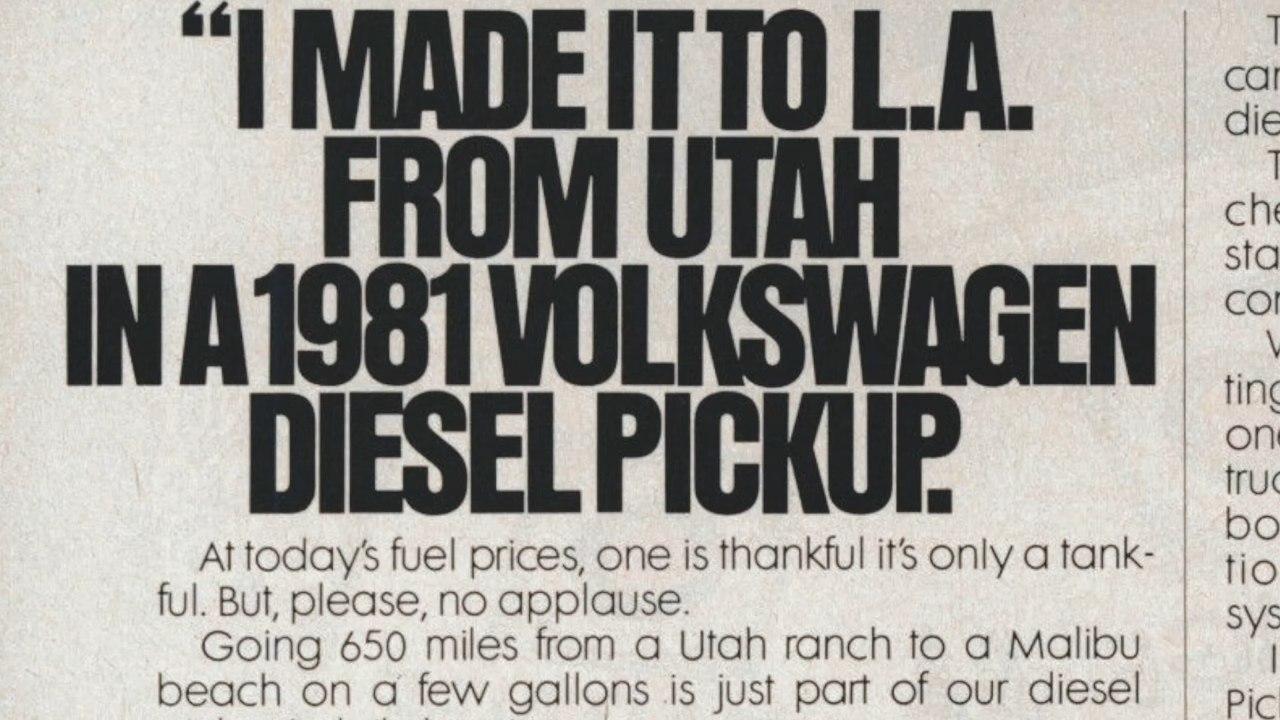 “I MADE IT TO L.A.
FROM UTAH
IN A 1981 VOLKSWAGEN
DIESEL PICKUP.
At today's fuel prices, one is thankful it's only a tank-
ful. But, please, no applause.
Going 650 miles from a Utah ranch to a Malibu
beach on a few gallons is just part of our diesel